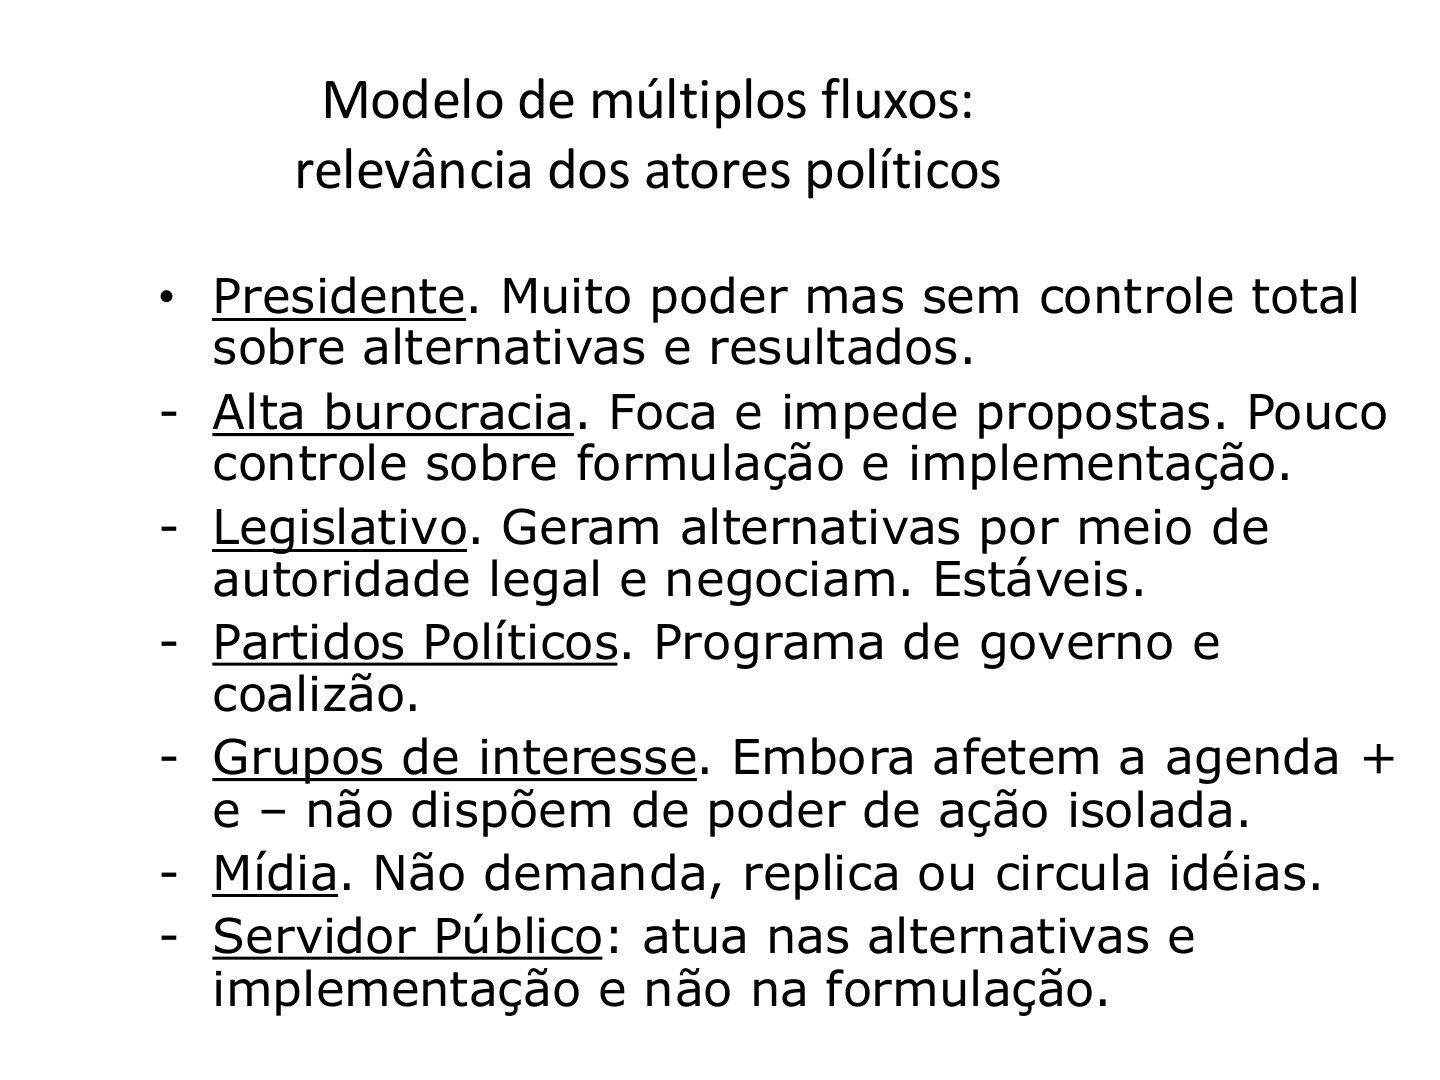 Modelo de múltiplos fluxos:
relevância dos atores políticos
• Presidente. Muito poder mas sem controle total
sobre alternativas e resultados.
- Alta burocracia. Foca e impede propostas. Pouco
controle sobre formulação e implementação.
- Legislativo. Geram alternativas por meio de
autoridade legal e negociam. Estáveis.
- Partidos Políticos. Programa de governo e
coalizão.
- Grupos de interesse. Embora afetem a agenda +
e – não dispõem de poder de ação isolada.
- Mídia. Não demanda, replica ou circula idéias.
- Servidor Público: atua nas alternativas e
implementação e não na formulação.